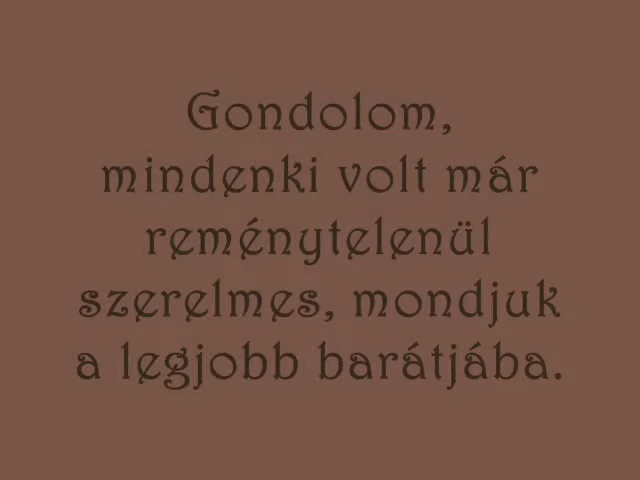 Gondolom,
mindenki volt már
reménytelenül
szerelmes, mondjuk
a legjobb barátjába.